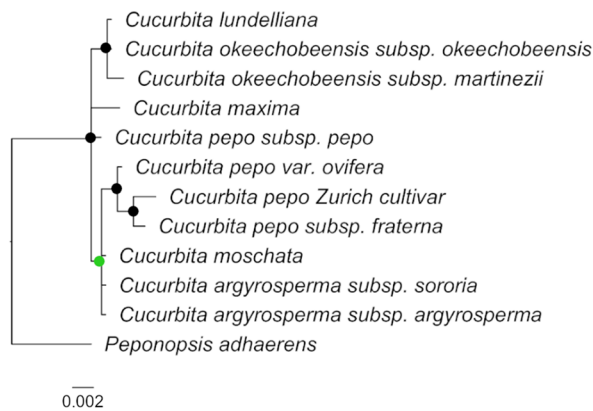 Cucurbita lundelliana
Cucurbita okeechobeensis subsp. okeechobeensis
Cucurbita okeechobeensis subsp. martinezii
Cucurbita maxima
Cucurbita pepo subsp. pepo
Cucurbita pepo var. ovifera
Cucurbita pepo Zurich cultivar
Cucurbita pepo subsp. fraterna
Cucurbita moschata
Cucurbita argyrosperma subsp. sororia
Cucurbita argyrosperma subsp. argyrosperma
Peponopsis adhaerens
0.002